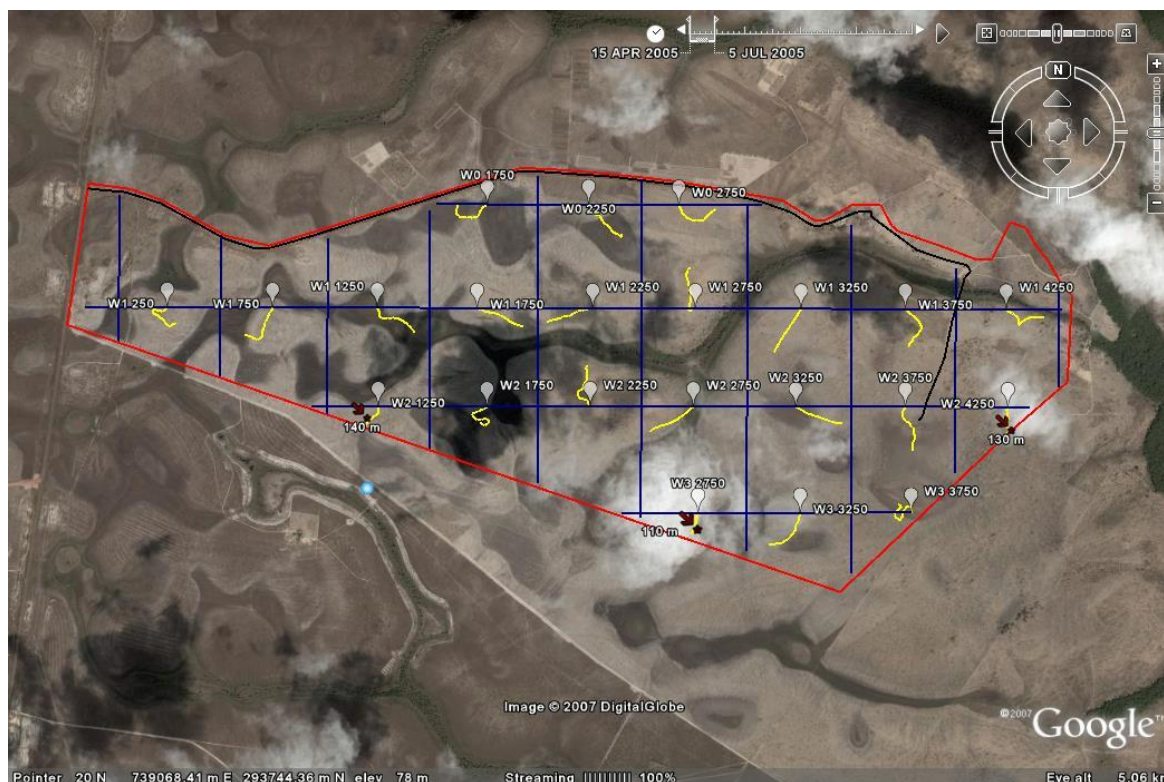 15 APR 2005
5 JUL 2005
N
W0 1750
W0 2250
W0 2750
W1 250
W1 750
W1 1250
W1 1750
W1 2250
W1 2750
W1 3250
W1 3750
W1 4250
W2 1250
W2 1750
W2 2250
W2 2750
W2 3250
W2 3750
W2 4250
140 m
130 m
W3 2750
W3 3250
W3 3750
110 m
Image © 2007 DigitalGlobe
©2007 Google™
Pointer 20 N 739068.41 m E 293744.36 m N elev 78 m Streaming |||||||||| 100% Eye alt 5.06 km